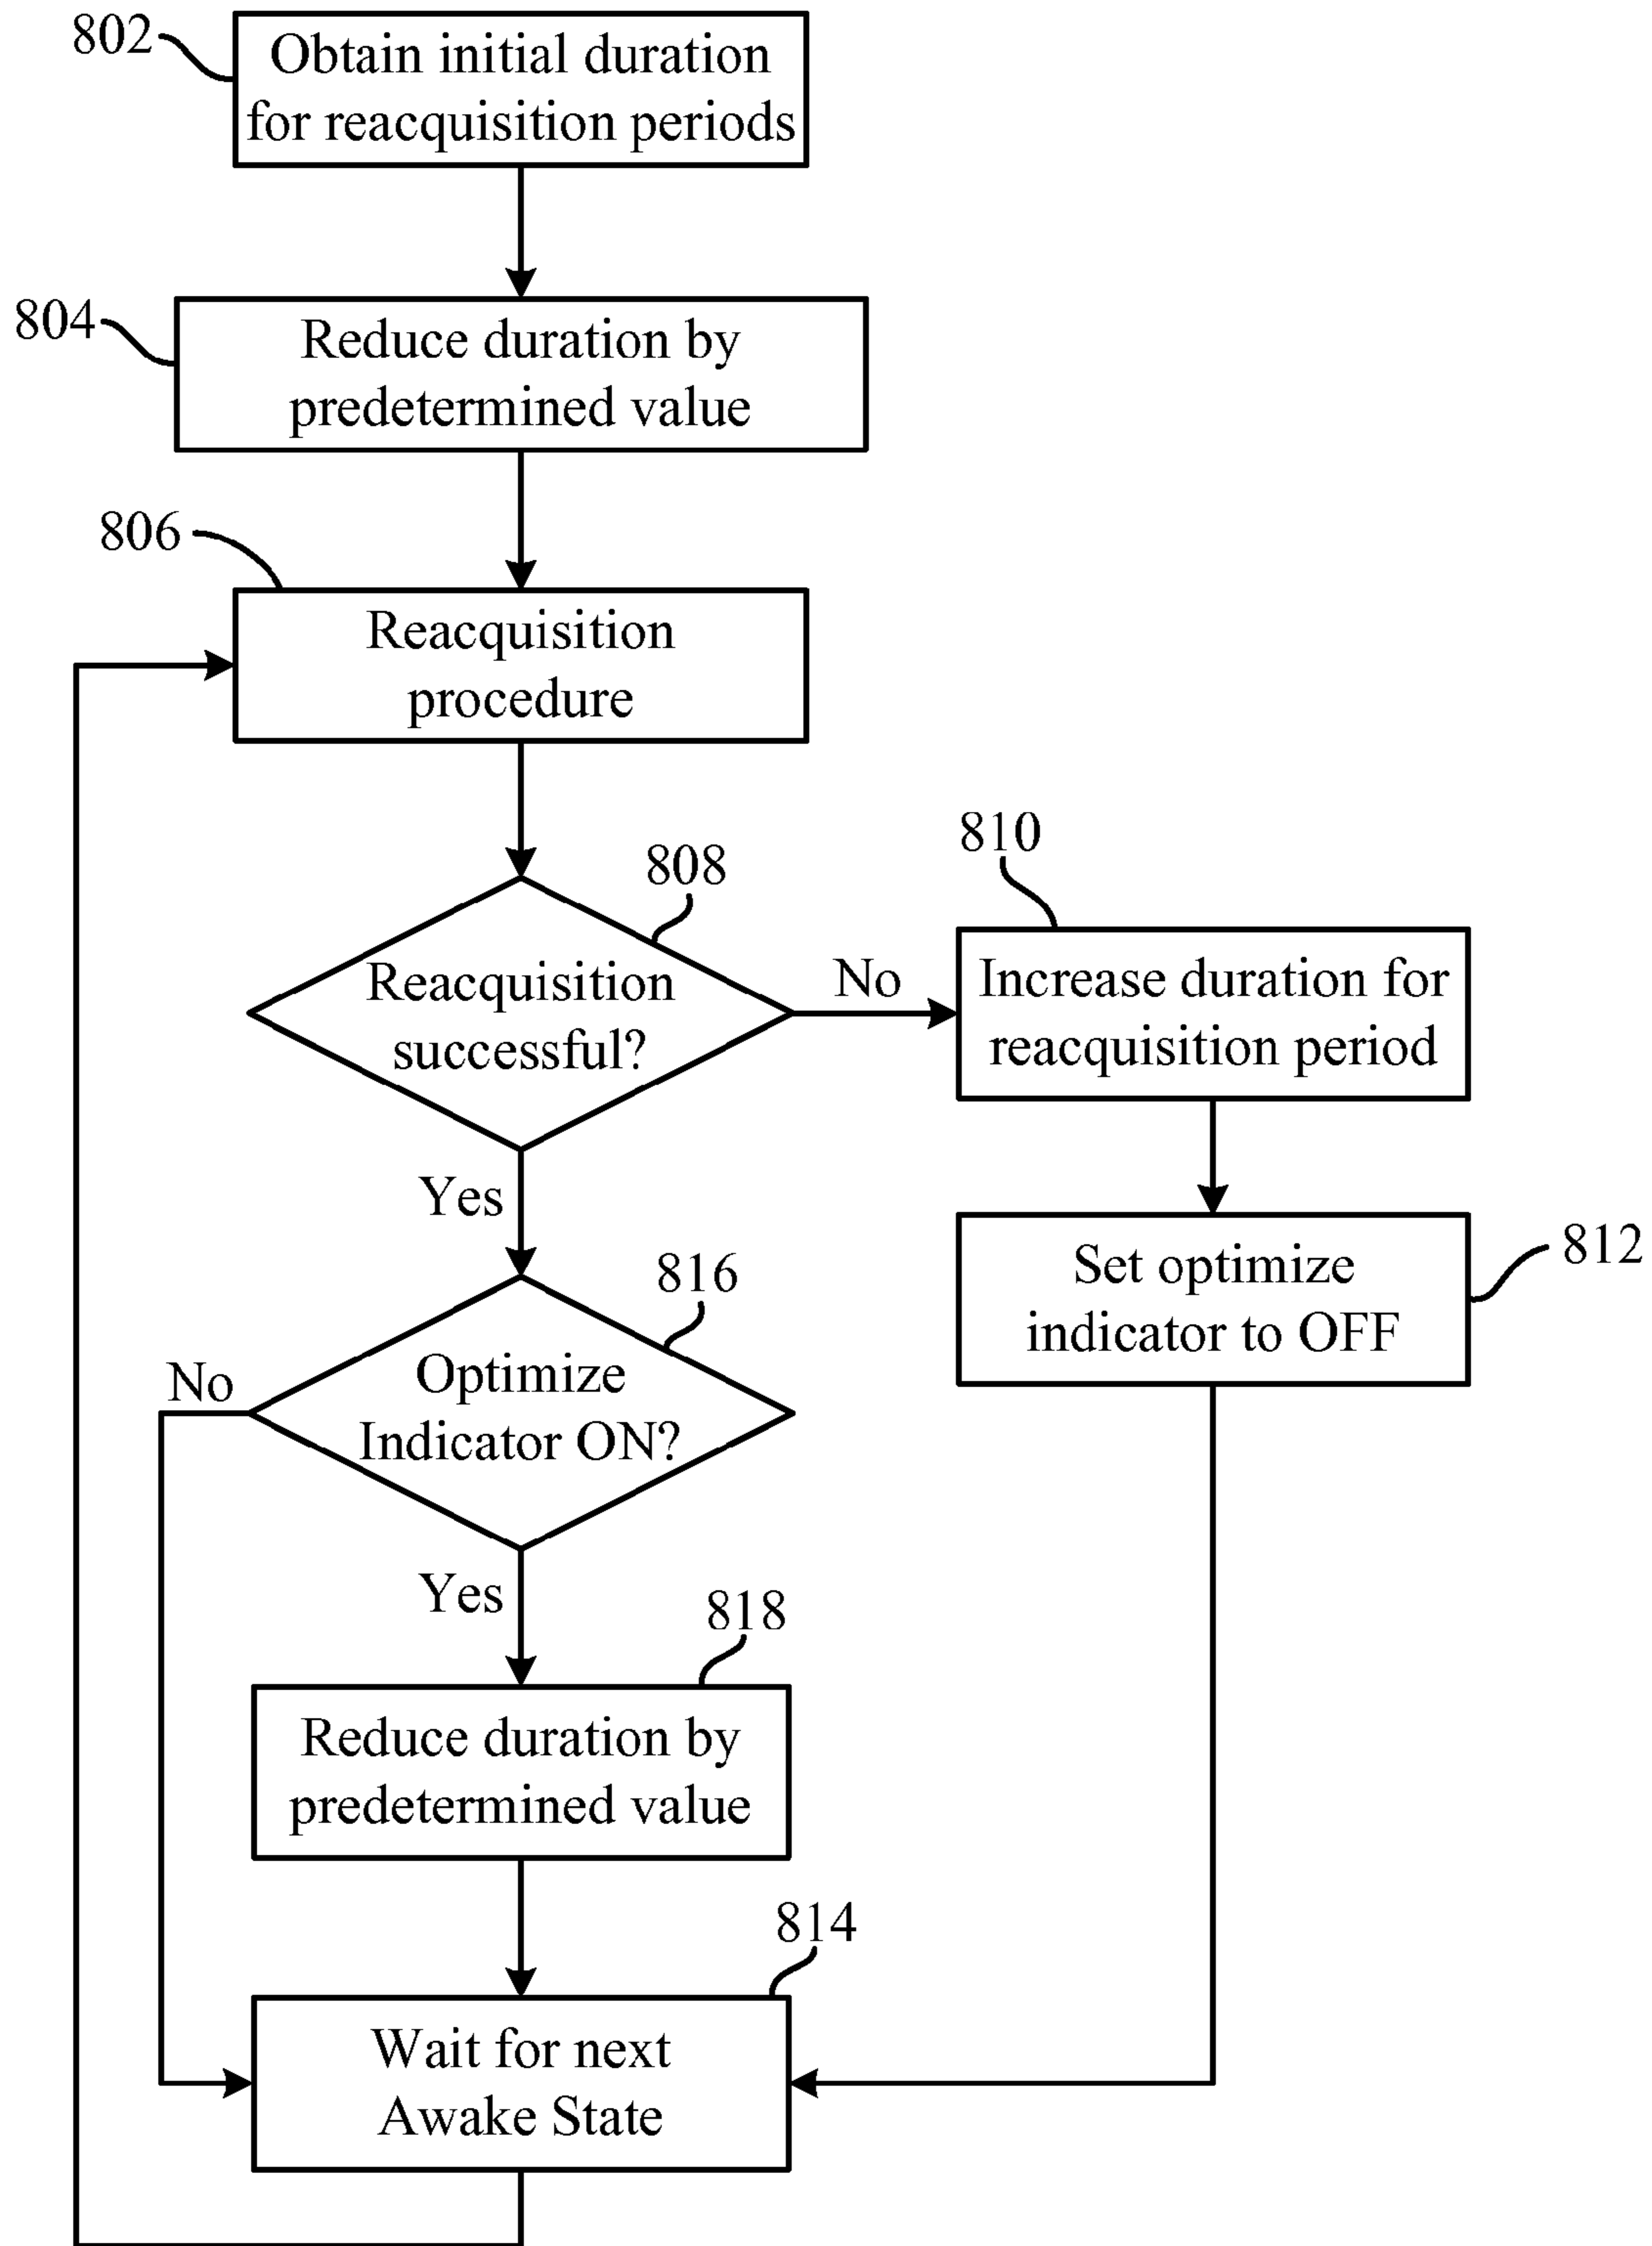 802
Obtain initial duration
for reacquisition periods
804
Reduce duration by
predetermined value
806
Reacquisition
procedure
808
Reacquisition
successful?
No
810
Increase duration for
reacquisition period
Yes
812
Set optimize
indicator to OFF
816
Optimize
Indicator ON?
No
Yes
818
Reduce duration by
predetermined value
814
Wait for next
Awake State